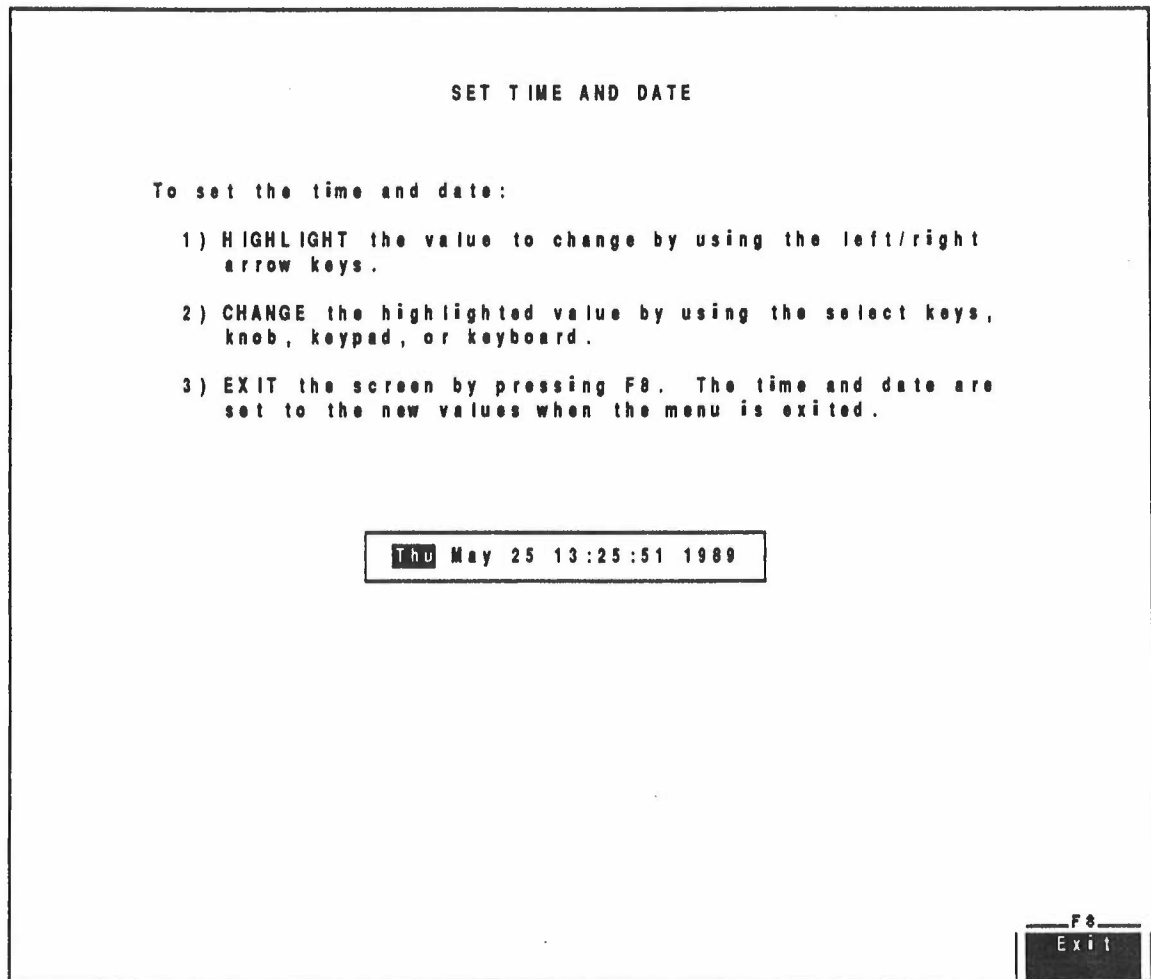 SET TIME AND DATE
To set the time and date:
1) HIGHLIGHT the value to change by using the left/right
arrow keys.
2) CHANGE the highlighted value by using the select keys,
knob, keypad, or keyboard.
3) EXIT the screen by pressing F8. The time and date are
set to the new values when the menu is exited.
Thu May 25 13:25:51 1989
F8
Exit